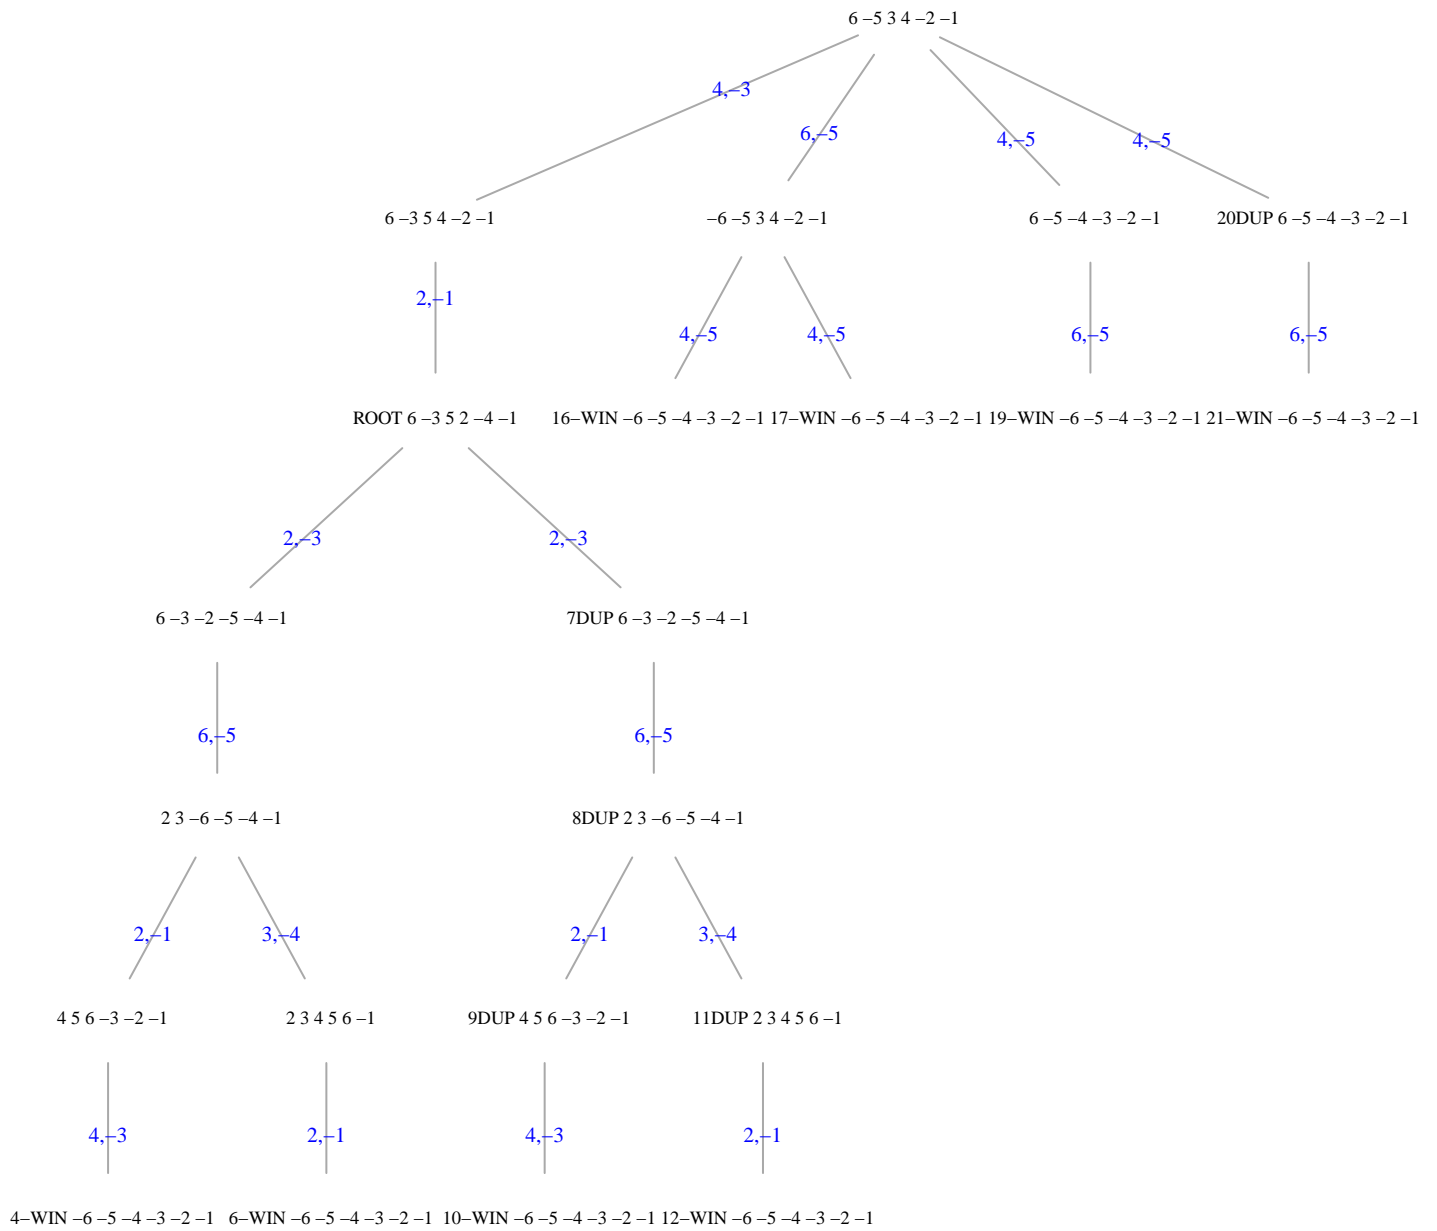 6 –5 3 4 –2 –1
4,–3
6,–5
4,–5
4,–5
6 –3 5 4 –2 –1
–6 –5 3 4 –2 –1
6 –5 –4 –3 –2 –1
20DUP 6 –5 –4 –3 –2 –1
2,–1
4,–5
4,–5
6,–5
6,–5
ROOT 6 –3 5 2 –4 –1
16–WIN –6 –5 –4 –3 –2 –1
17–WIN –6 –5 –4 –3 –2 –1
19–WIN –6 –5 –4 –3 –2 –1
21–WIN –6 –5 –4 –3 –2 –1
2,–3
2,–3
6 –3 –2 –5 –4 –1
7DUP 6 –3 –2 –5 –4 –1
6,–5
6,–5
2 3 –6 –5 –4 –1
8DUP 2 3 –6 –5 –4 –1
2,–1
3,–4
2,–1
3,–4
4 5 6 –3 –2 –1
2 3 4 5 6 –1
9DUP 4 5 6 –3 –2 –1
11DUP 2 3 4 5 6 –1
4,–3
2,–1
4,–3
2,–1
4–WIN –6 –5 –4 –3 –2 –1
6–WIN –6 –5 –4 –3 –2 –1
10–WIN –6 –5 –4 –3 –2 –1
12–WIN –6 –5 –4 –3 –2 –1